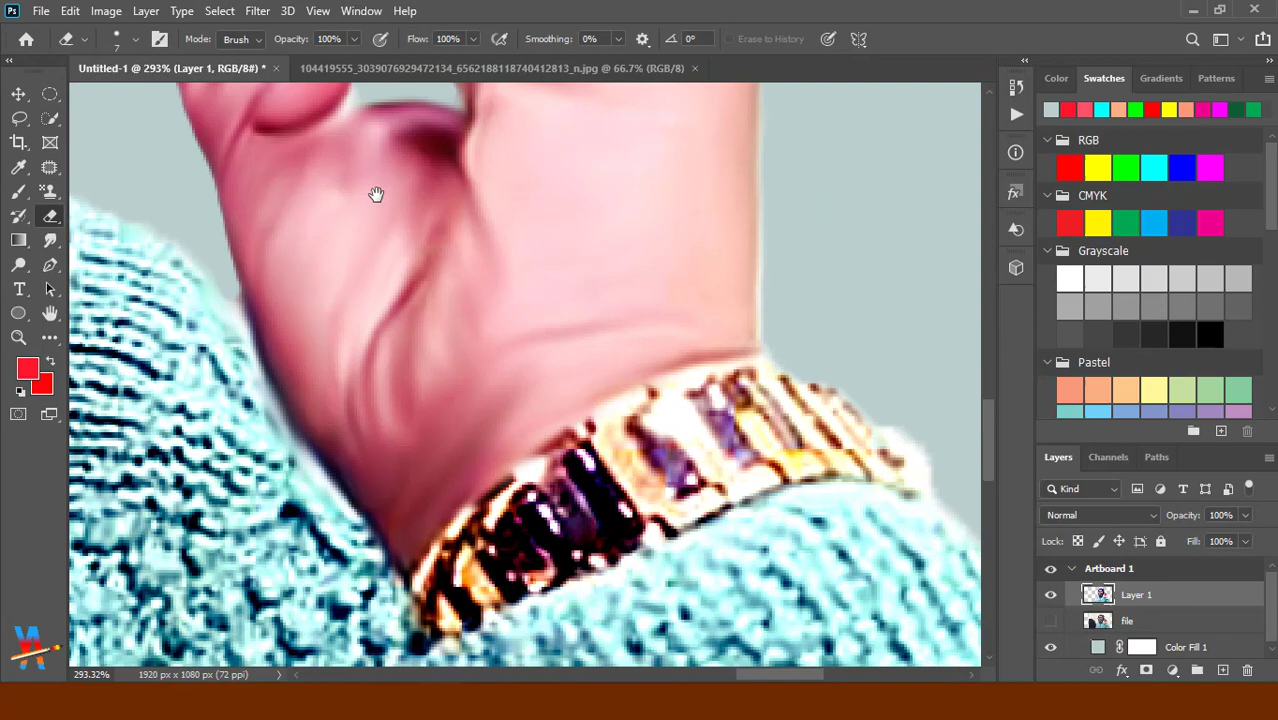 Ps File Edit Image Layer Type Select Filter 3D View Window Help
7 Mode: Brush Opacity: 100% Flow: 100% Smoothing: 0% 0° Erase to History
Untitled-1 @ 293% (Layer 1, RGB/8#) * × 104419555_3039076929472134_6562188118740412813_n.jpg @ 66.7% (RGB/8) ×
Color Swatches Gradients Patterns
RGB
CMYK
Grayscale
Pastel
Layers Channels Paths
Kind
Normal Opacity: 100%
Lock: Fill: 100%
Artboard 1
Layer 1
file
Color Fill 1
293.32% 1920 px x 1080 px (72 ppi)